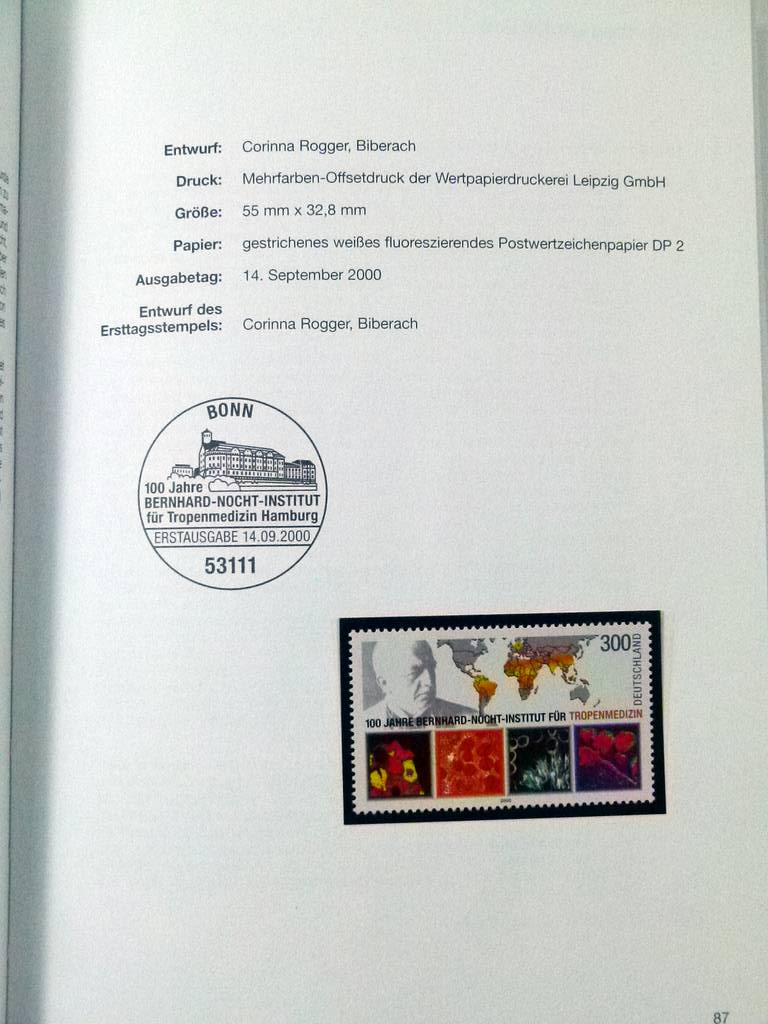 Entwurf: Corinna Rogger, Biberach
Druck: Mehrfarben-Offsetdruck der Wertpapierdruckerei Leipzig GmbH
Größe: 55 mm x 32,8 mm
Papier: gestrichenes weißes fluoreszierendes Postwertzeichenpapier DP 2
Ausgabetag: 14. September 2000
Entwurf des
Ersttagsstempels: Corinna Rogger, Biberach
BONN
100 Jahre
BERNHARD-NOCHT-INSTITUT
für Tropenmedizin Hamburg
ERSTAUSGABE 14.09.2000
53111
300
DEUTSCHLAND
100 JAHRE BERNHARD-NOCHT-INSTITUT FÜR TROPENMEDIZIN
2000
87